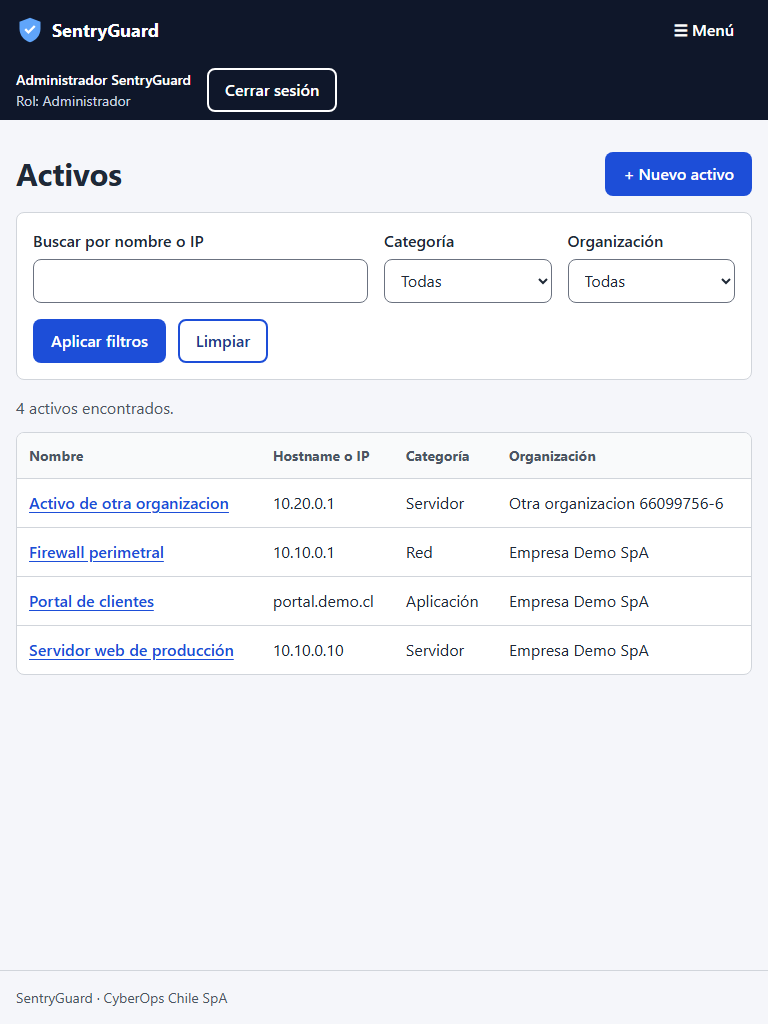 SentryGuard
☰ Menú
Administrador SentryGuard
Rol: Administrador
Cerrar sesión
Activos
+ Nuevo activo
Buscar por nombre o IP
Categoría
Organización
Todas
Todas
Aplicar filtros
Limpiar
4 activos encontrados.
Nombre Hostname o IP Categoría Organización
Activo de otra organizacion 10.20.0.1 Servidor Otra organizacion 66099756-6
Firewall perimetral 10.10.0.1 Red Empresa Demo SpA
Portal de clientes portal.demo.cl Aplicación Empresa Demo SpA
Servidor web de producción 10.10.0.10 Servidor Empresa Demo SpA
SentryGuard · CyberOps Chile SpA